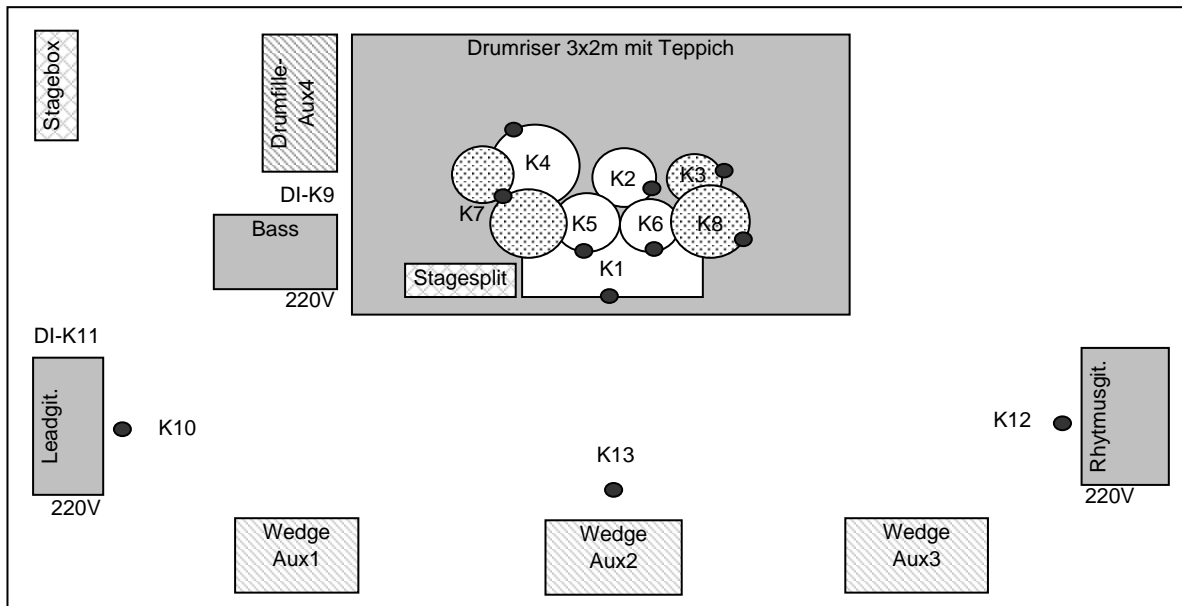 Drumriser 3x2m mit Teppich
Stagebox
Drumfille-
Aux4
K4
K2
K3
DI-K9
K7
K5
K6
K8
Bass
K1
Stagesplit
220V
DI-K11
Leadgit.
K10
K12
Rhytmusgit.
K13
220V
220V
Wedge
Aux1
Wedge
Aux2
Wedge
Aux3